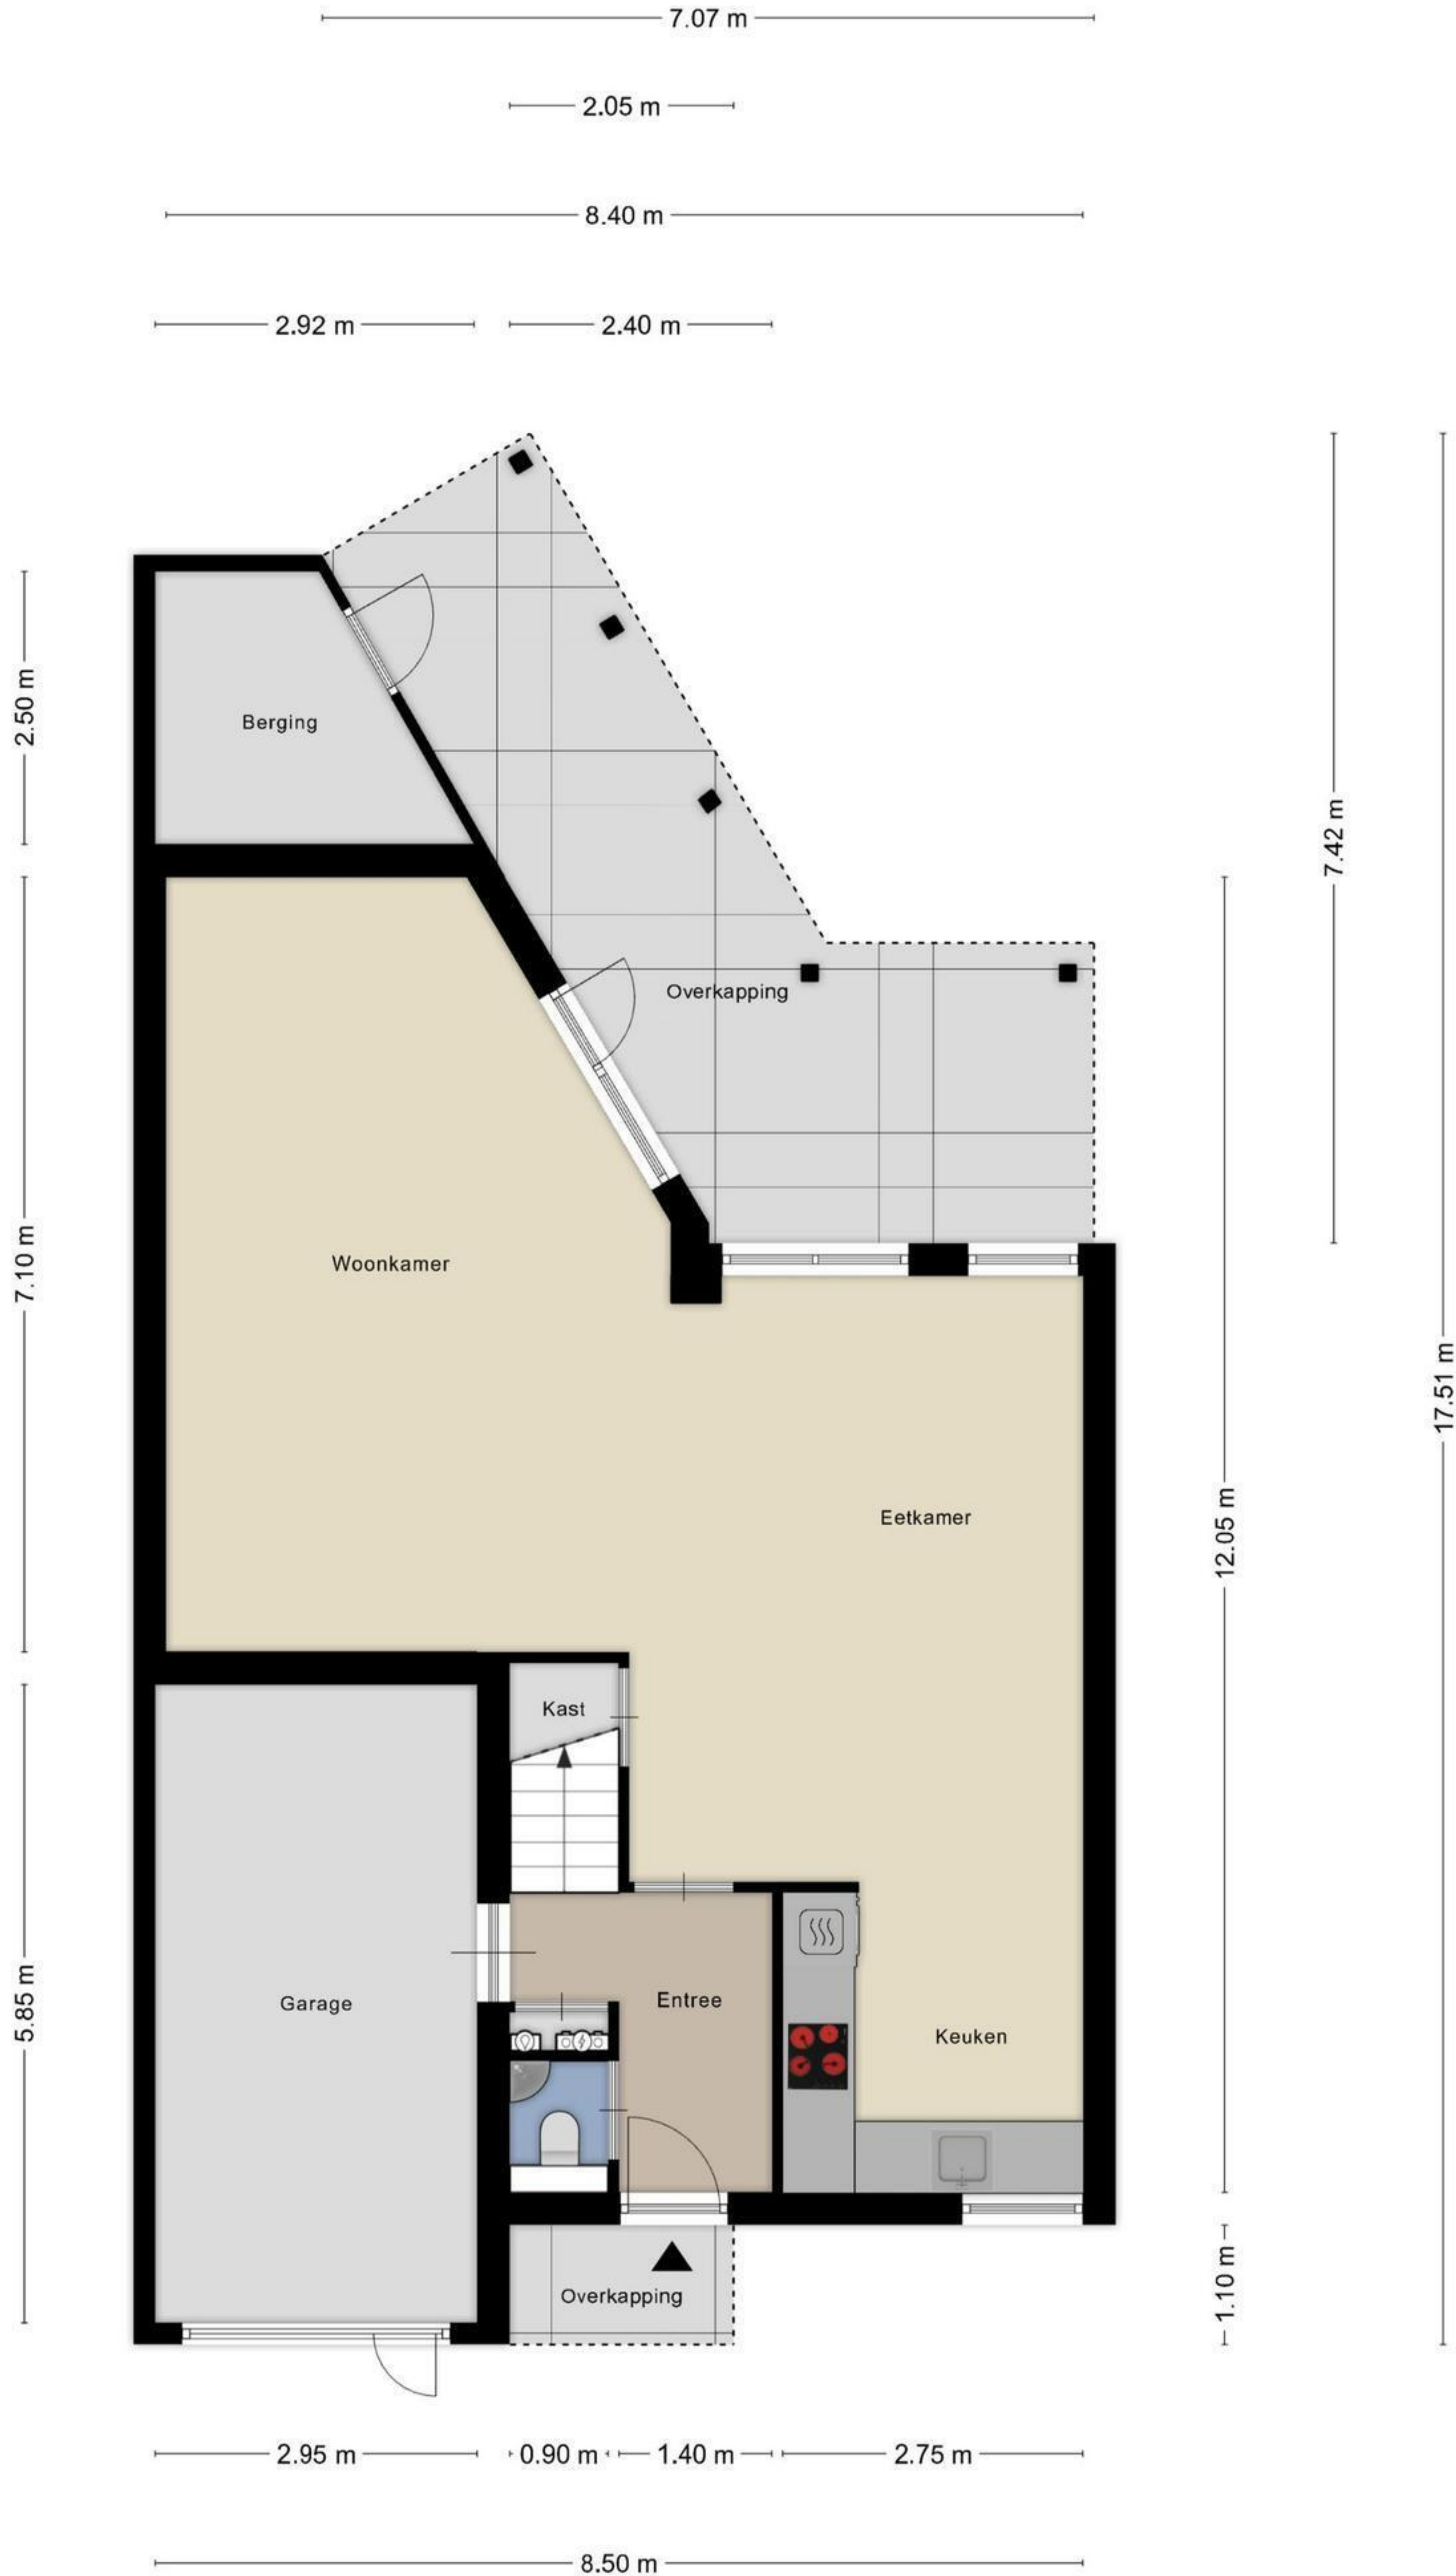 7.07 m
2.05 m
8.40 m
2.92 m
2.40 m
2.50 m
Berging
7.42 m
Overkapping
7.10 m
Woonkamer
17.51 m
Eetkamer
12.05 m
Kast
5.85 m
Garage
Entree
Keuken
Overkapping
1.10 m
2.95 m
0.90 m
1.40 m
2.75 m
8.50 m